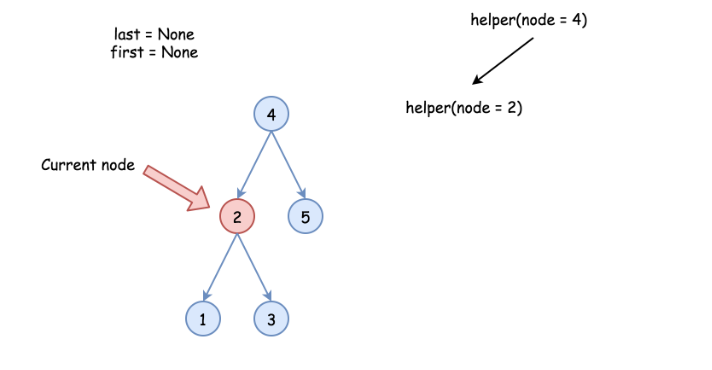 last = None
first = None
helper(node = 4)
helper(node = 2)
4
Current node
2
5
1
3